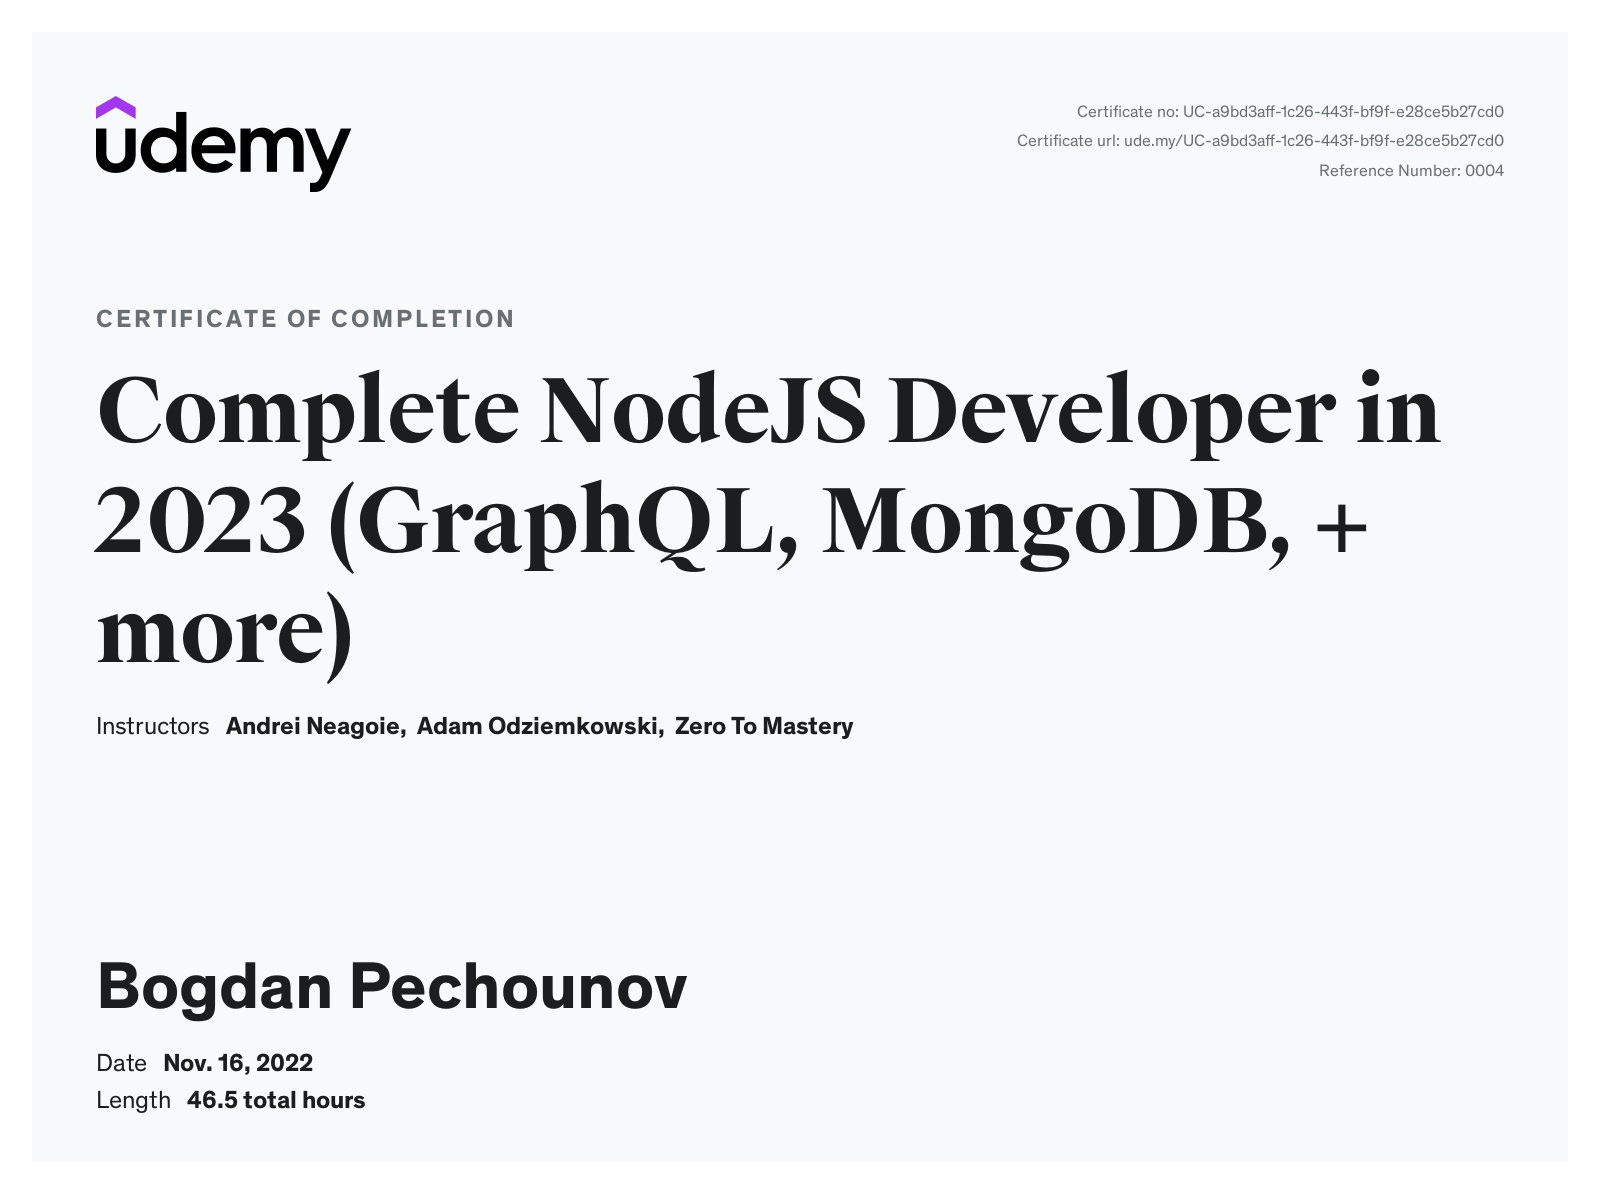 udemy
Certificate no: UC-a9bd3aff-1c26-443f-bf9f-e28ce5b27cd0
Certificate url: ude.my/UC-a9bd3aff-1c26-443f-bf9f-e28ce5b27cd0
Reference Number: 0004
CERTIFICATE OF COMPLETION
Complete NodeJS Developer in
2023 (GraphQL, MongoDB, +
more)
Instructors Andrei Neagoie, Adam Odziemkowski, Zero To Mastery
Bogdan Pechounov
Date Nov. 16, 2022
Length 46.5 total hours